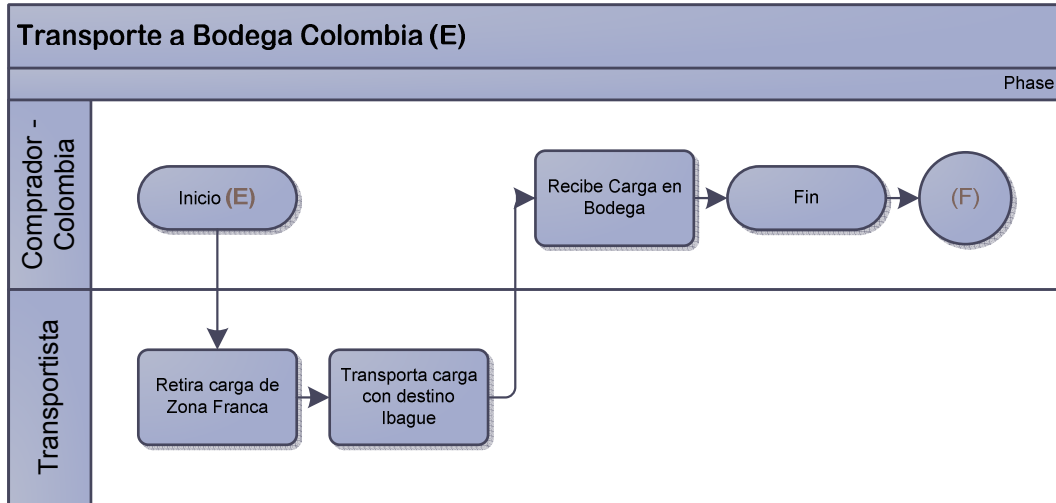 Transporte a Bodega Colombia (E)
Phase
Comprador -
Colombia
Inicio (E)
Recibe Carga en
Bodega
Fin
(F)
Transportista
Retira carga de
Zona Franca
Transporta carga
con destino
Ibague